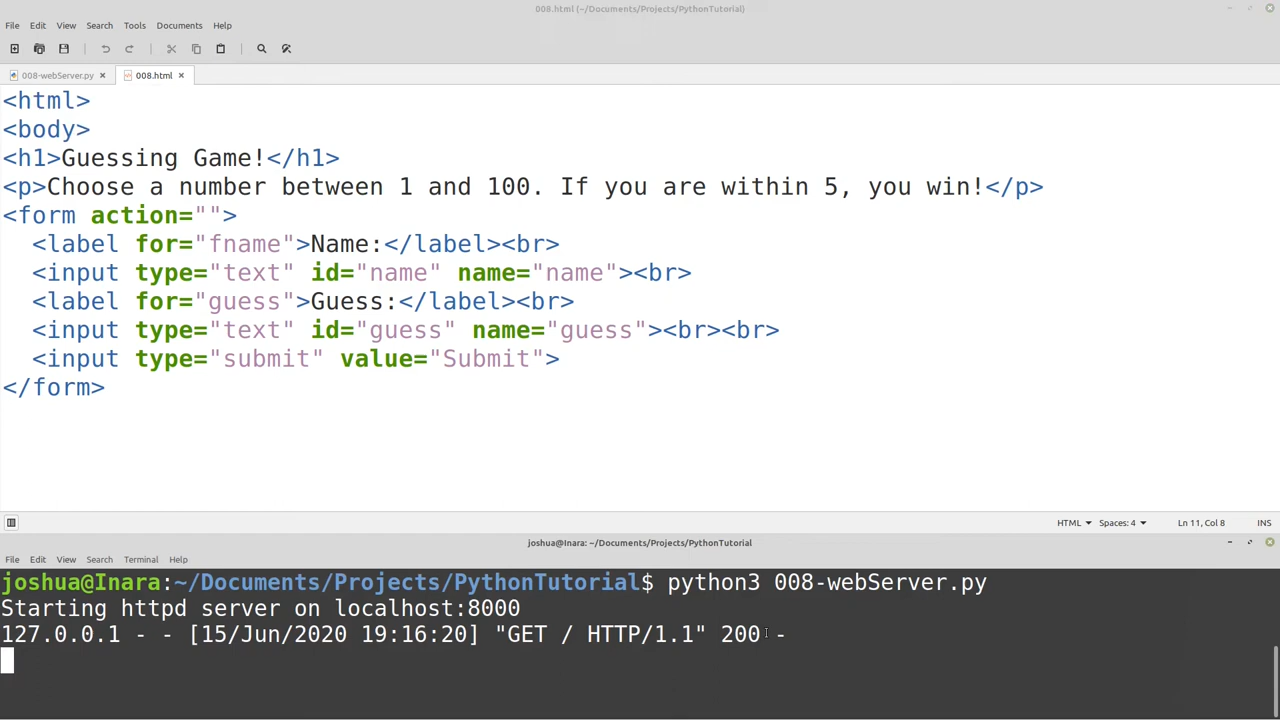 008.html (~/Documents/Projects/PythonTutorial)
File Edit View Search Tools Documents Help
008-webServer.py × 008.html ×
<html>
<body>
<h1>Guessing Game!</h1>
<p>Choose a number between 1 and 100. If you are within 5, you win!</p>
<form action="">
  <label for="fname">Name:</label><br>
  <input type="text" id="name" name="name"><br>
  <label for="guess">Guess:</label><br>
  <input type="text" id="guess" name="guess"><br><br>
  <input type="submit" value="Submit">
</form>
HTML Spaces: 4 Ln 11, Col 8 INS
joshua@Inara: ~/Documents/Projects/PythonTutorial
File Edit View Search Terminal Help
joshua@Inara:~/Documents/Projects/PythonTutorial$ python3 008-webServer.py
Starting httpd server on localhost:8000
127.0.0.1 - - [15/Jun/2020 19:16:20] "GET / HTTP/1.1" 200 -